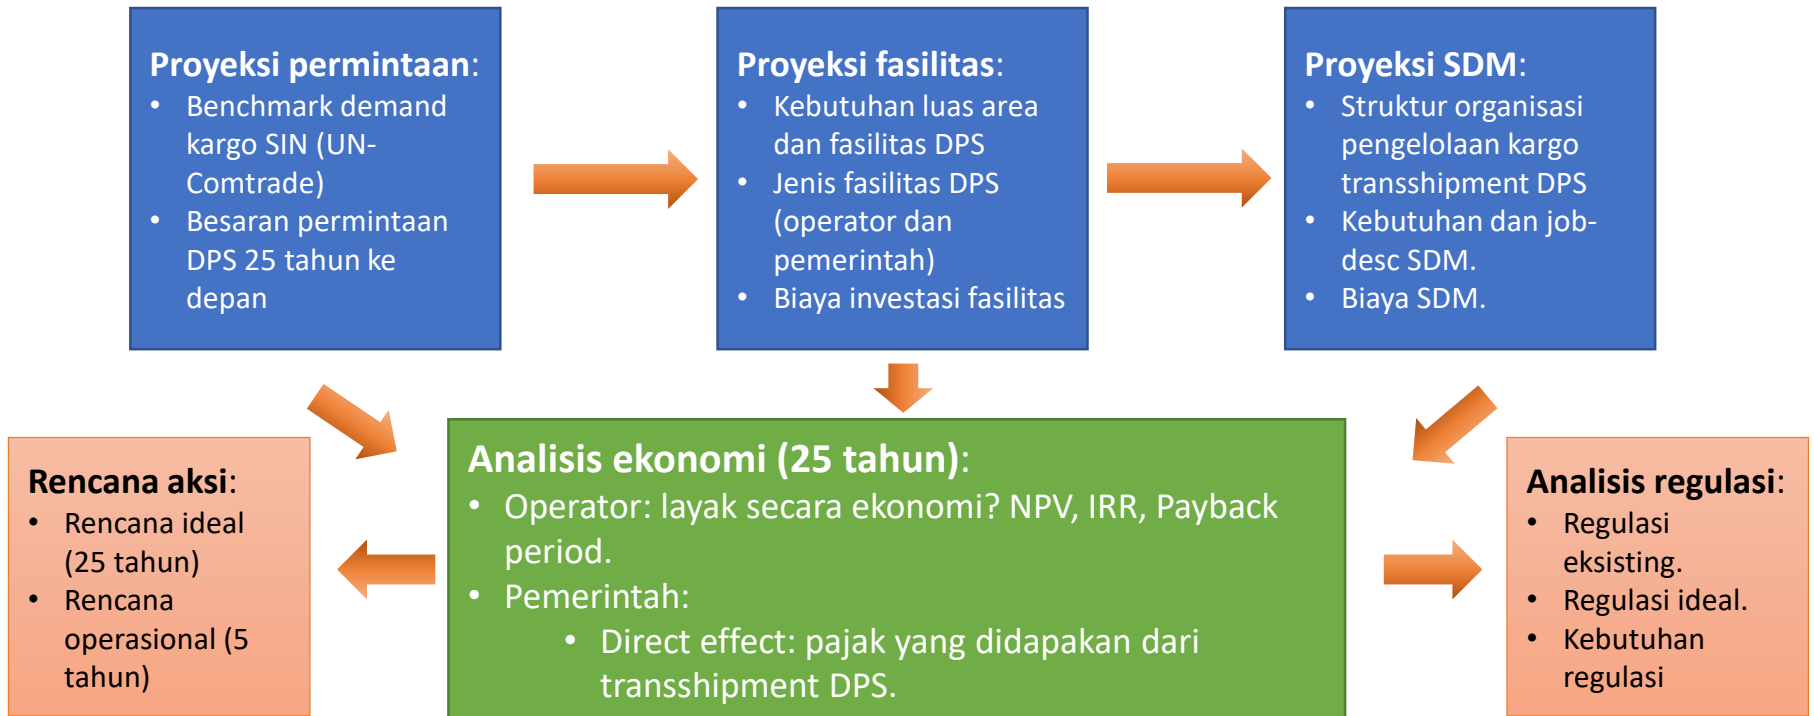 Proyeksi permintaan:
• Benchmark demand
kargo SIN (UN-
Comtrade)
• Besaran permintaan
DPS 25 tahun ke
depan
Proyeksi fasilitas:
• Kebutuhan luas area
dan fasilitas DPS
• Jenis fasilitas DPS
(operator dan
pemerintah)
• Biaya investasi fasilitas
Proyeksi SDM:
• Struktur organisasi
pengelolaan kargo
transshipment DPS
• Kebutuhan dan job-
desc SDM.
• Biaya SDM.
Rencana aksi:
• Rencana ideal
(25 tahun)
• Rencana
operasional (5
tahun)
Analisis ekonomi (25 tahun):
• Operator: layak secara ekonomi? NPV, IRR, Payback
period.
• Pemerintah:
• Direct effect: pajak yang didapakan dari
transshipment DPS.
Analisis regulasi:
• Regulasi
eksisting.
• Regulasi ideal.
• Kebutuhan
regulasi